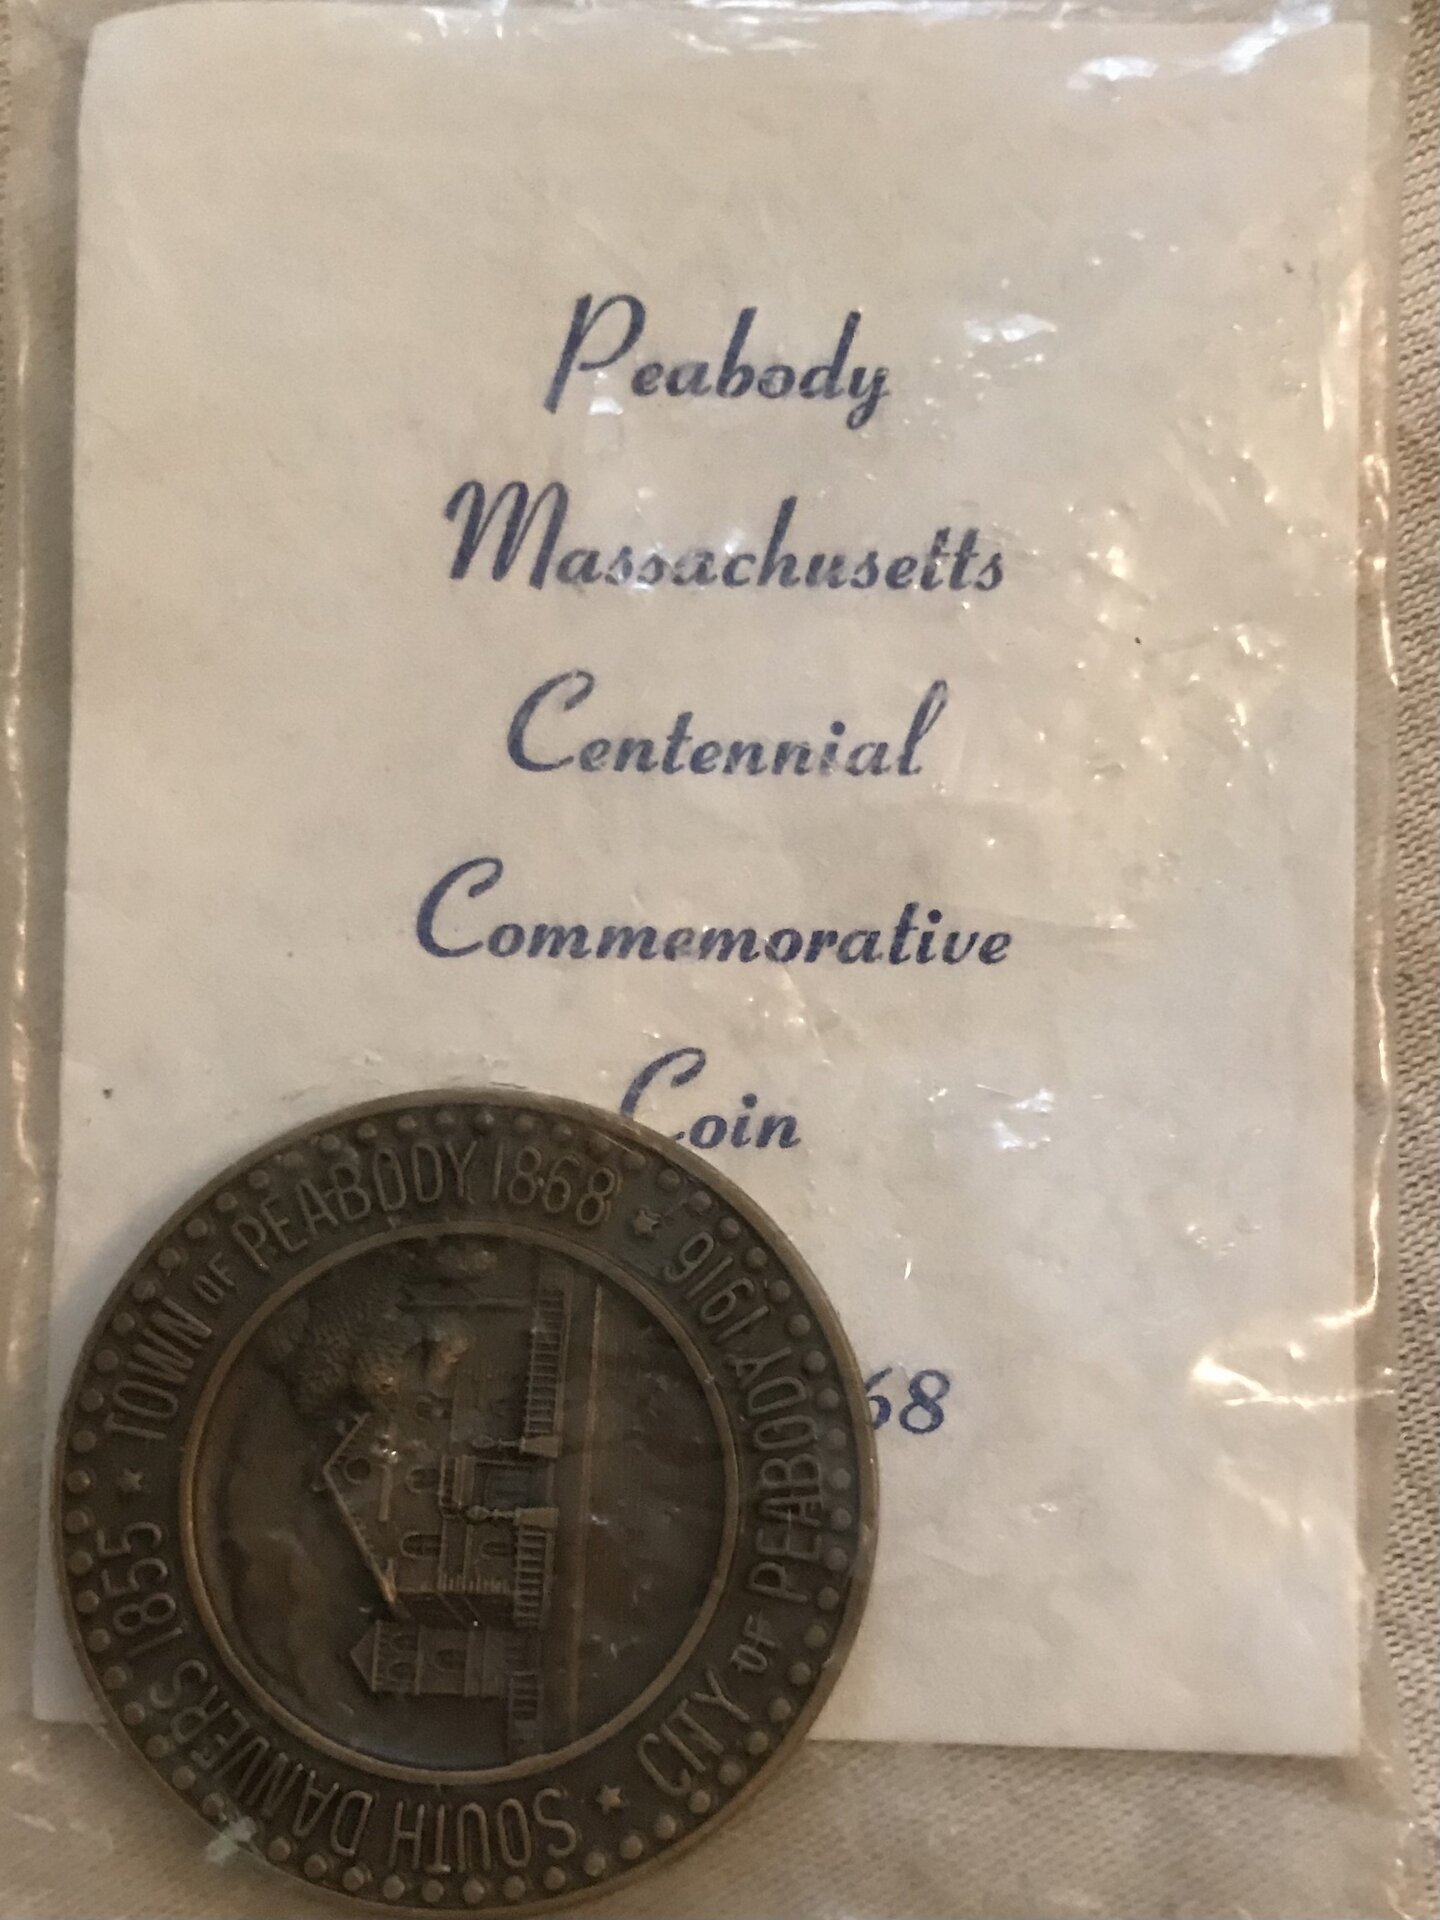 Peabody
Massachusetts
Centennial
Commemorative
Coin
68
SOUTH DANVERS 1855 ★ TOWN OF PEABODY 1868 ★
CITY OF PEABODY 1916 ★